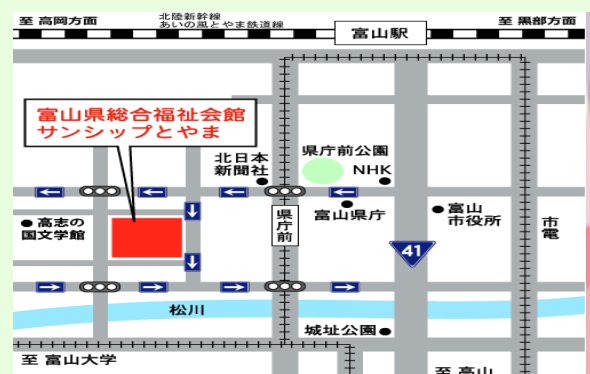 至 高岡方面
北陸新幹線
あいの風とやま鉄道線
富山駅
至 黒部方面
富山県総合福祉会館
サンシップとやま
北日本
新聞社
県庁前公園
NHK
高志の
国文学館
県庁前
富山県庁
富山
市役所
市電
41
松川
城址公園
至 富山大学
至 高山